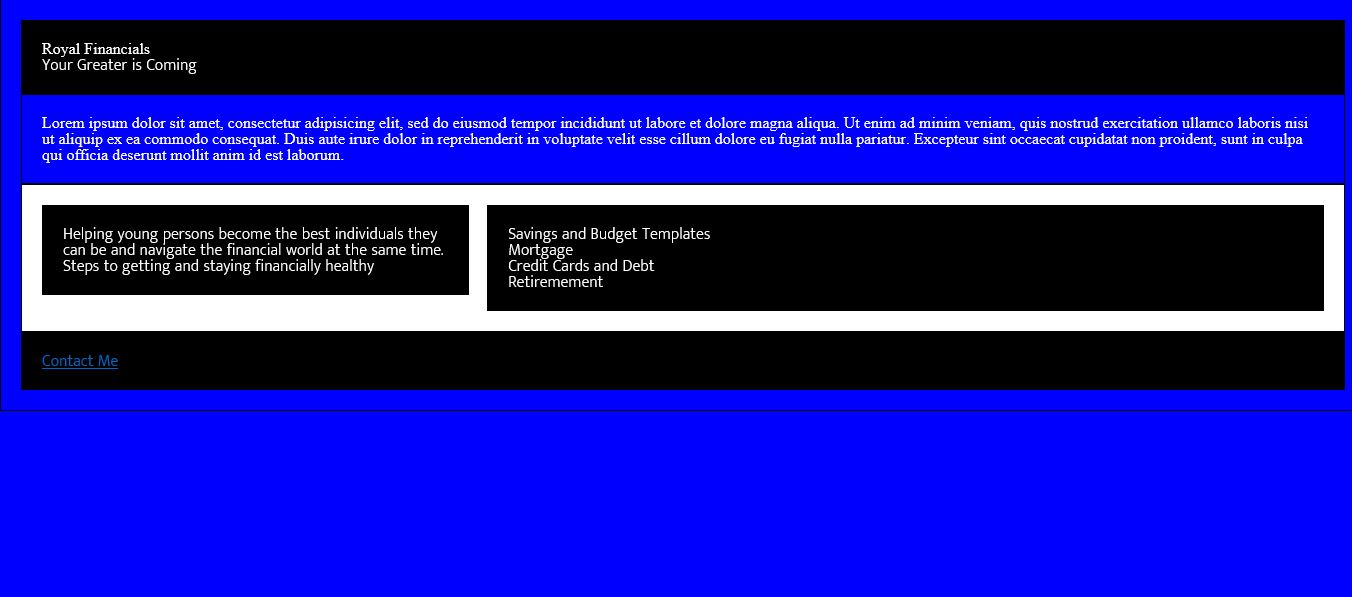 Royal Financials
Your Greater is Coming
Lorem ipsum dolor sit amet, consectetur adipisicing elit, sed do eiusmod tempor incididunt ut labore et dolore magna aliqua. Ut enim ad minim veniam, quis nostrud exercitation ullamco laboris nisi
ut aliquip ex ea commodo consequat. Duis aute irure dolor in reprehenderit in voluptate velit esse cillum dolore eu fugiat nulla pariatur. Excepteur sint occaecat cupidatat non proident, sunt in culpa
qui officia deserunt mollit anim id est laborum.
Helping young persons become the best individuals they
can be and navigate the financial world at the same time.
Steps to getting and staying financially healthy
Savings and Budget Templates
Mortgage
Credit Cards and Debt
Retiremement
Contact Me